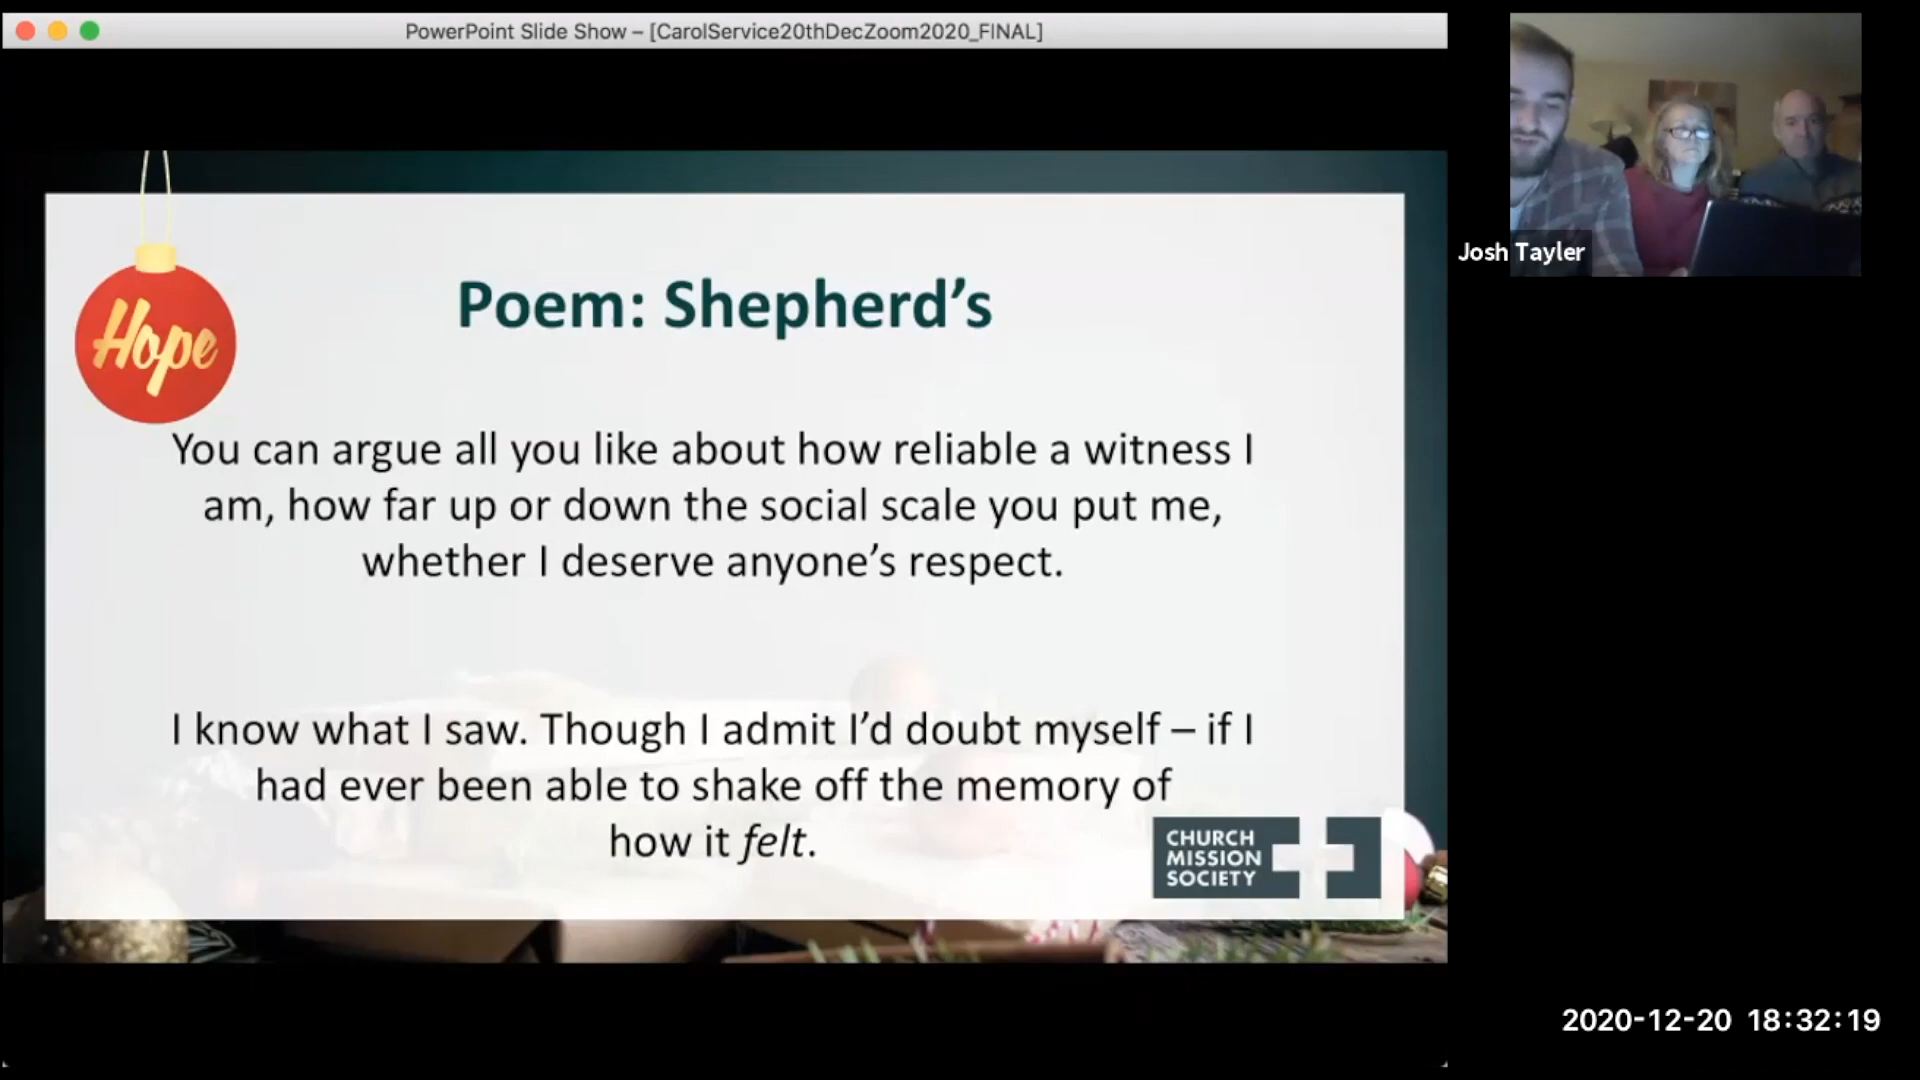 PowerPoint Slide Show – [CarolService20thDecZoom2020_FINAL]
Hope
Poem: Shepherd’s
You can argue all you like about how reliable a witness I
am, how far up or down the social scale you put me,
whether I deserve anyone’s respect.
I know what I saw. Though I admit I’d doubt myself – if I
had ever been able to shake off the memory of
how it felt.
CHURCH
MISSION
SOCIETY
Josh Tayler
2020-12-20 18:32:19